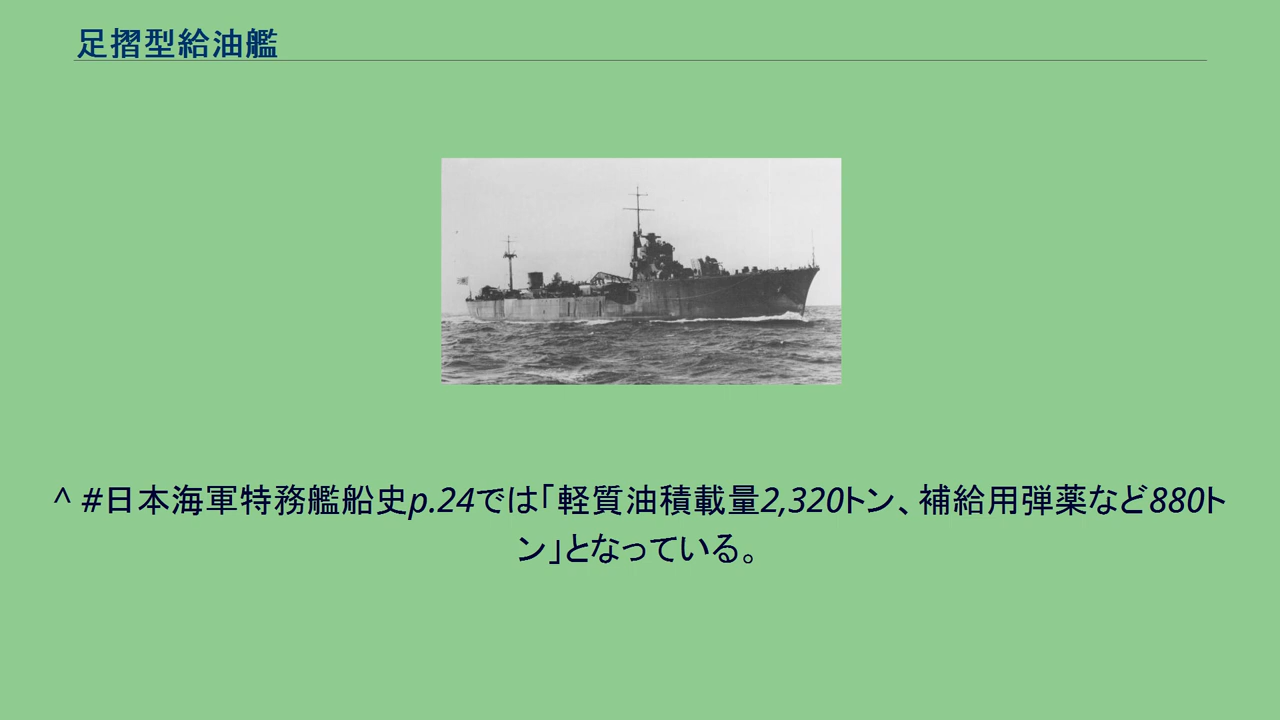 足摺型給油艦
^ #日本海軍特務艦船史p.24では「軽質油積載量2,320トン、補給用弾薬など880ト
ン」となっている。